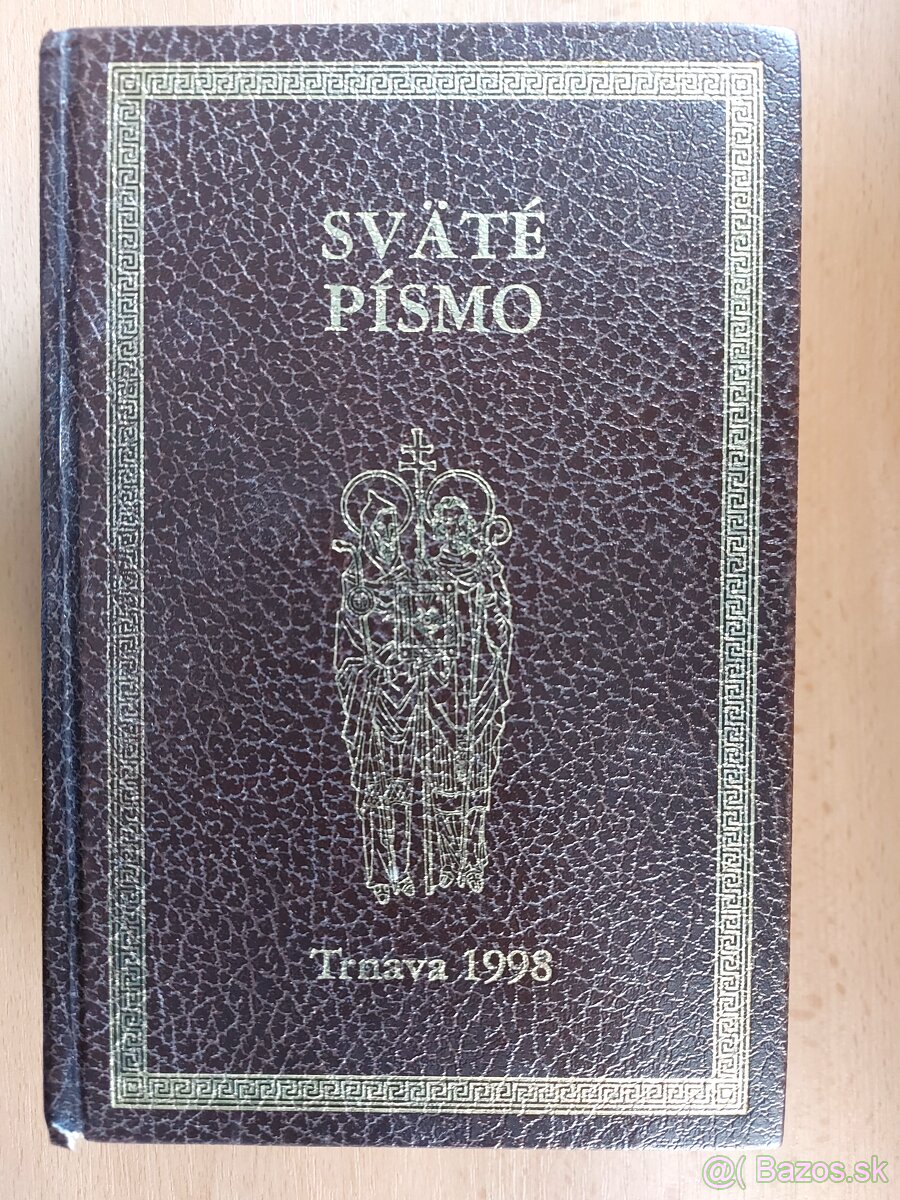 SVÄTÉ
PÍSMO
Trnava 1998
@( Bazos.sk